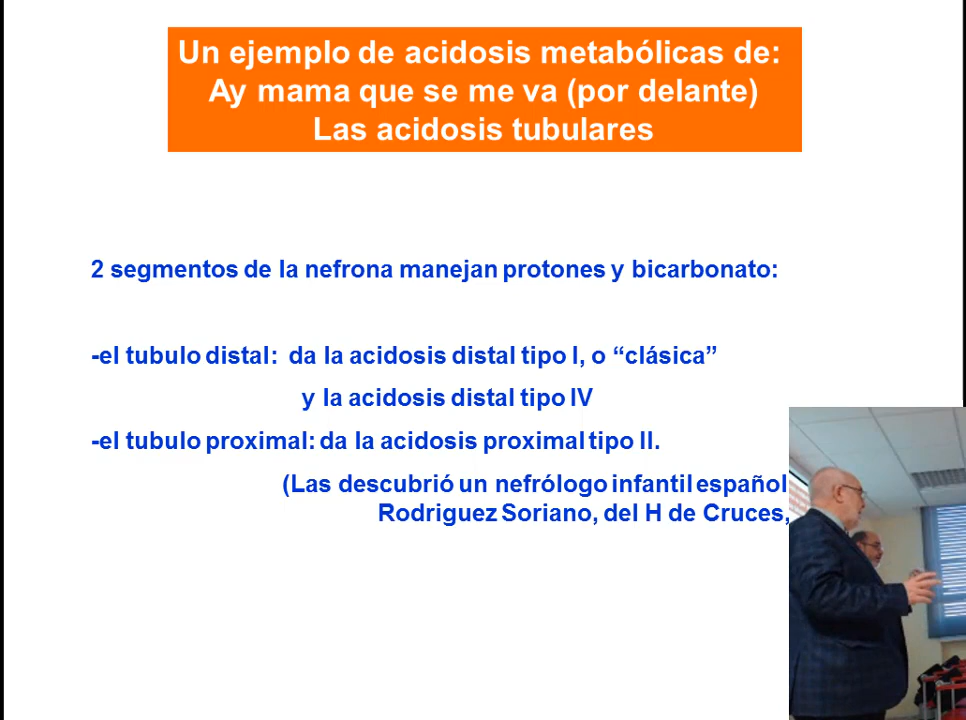 Un ejemplo de acidosis metabólicas de:
Ay mama que se me va (por delante)
Las acidosis tubulares
2 segmentos de la nefrona manejan protones y bicarbonato:
-el tubulo distal: da la acidosis distal tipo I, o “clásica”
y la acidosis distal tipo IV
-el tubulo proximal: da la acidosis proximal tipo II.
(Las descubrió un nefrólogo infantil español
Rodriguez Soriano, del H de Cruces,